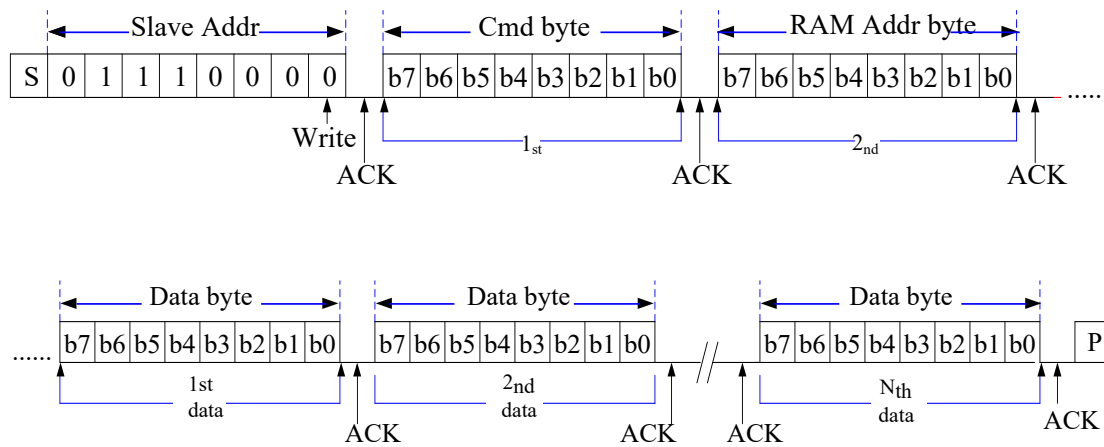 Slave Addr Cmd byte RAM Addr byte
S 0 1 1 1 0 0 0 0 b7 b6 b5 b4 b3 b2 b1 b0 b7 b6 b5 b4 b3 b2 b1 b0 .....
Write 1st 2nd
ACK ACK ACK
Data byte Data byte Data byte
...... b7 b6 b5 b4 b3 b2 b1 b0 b7 b6 b5 b4 b3 b2 b1 b0 // b7 b6 b5 b4 b3 b2 b1 b0 P
1st 2nd Nth
data data data
ACK ACK ACK ACK